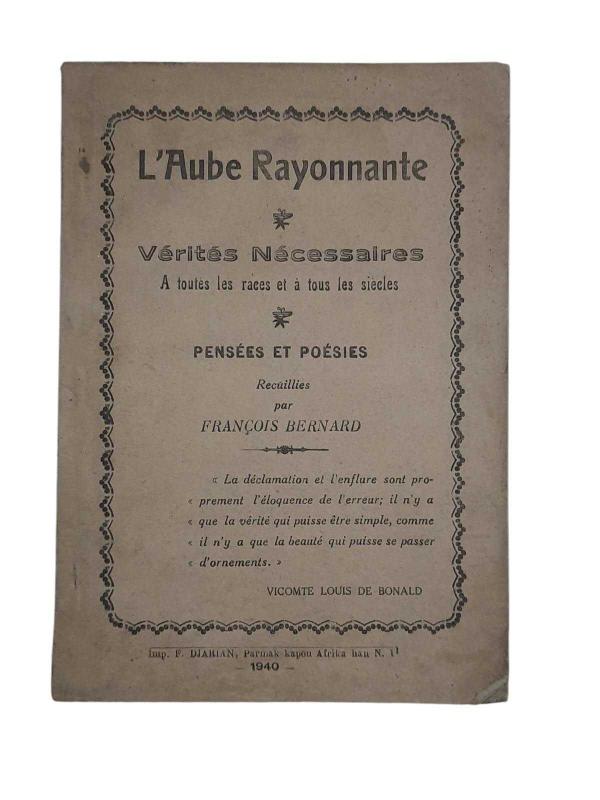 L'Aube Rayonnante
Vérités Nécessaires
A toutes les races et à tous les siècles
PENSÉES ET POÉSIES
Recuillies
par
FRANÇOIS BERNARD
« La déclamation et l'enflure sont pro-
« prement l'éloquence de l'erreur; il n'y a
« que la vérité qui puisse être simple, comme
« il n'y a que la beauté qui puisse se passer
« d'ornements. »
VICOMTE LOUIS DE BONALD
Imp. F. DJARIAN, Parmak kapou Afrika han N.
— 1940 —